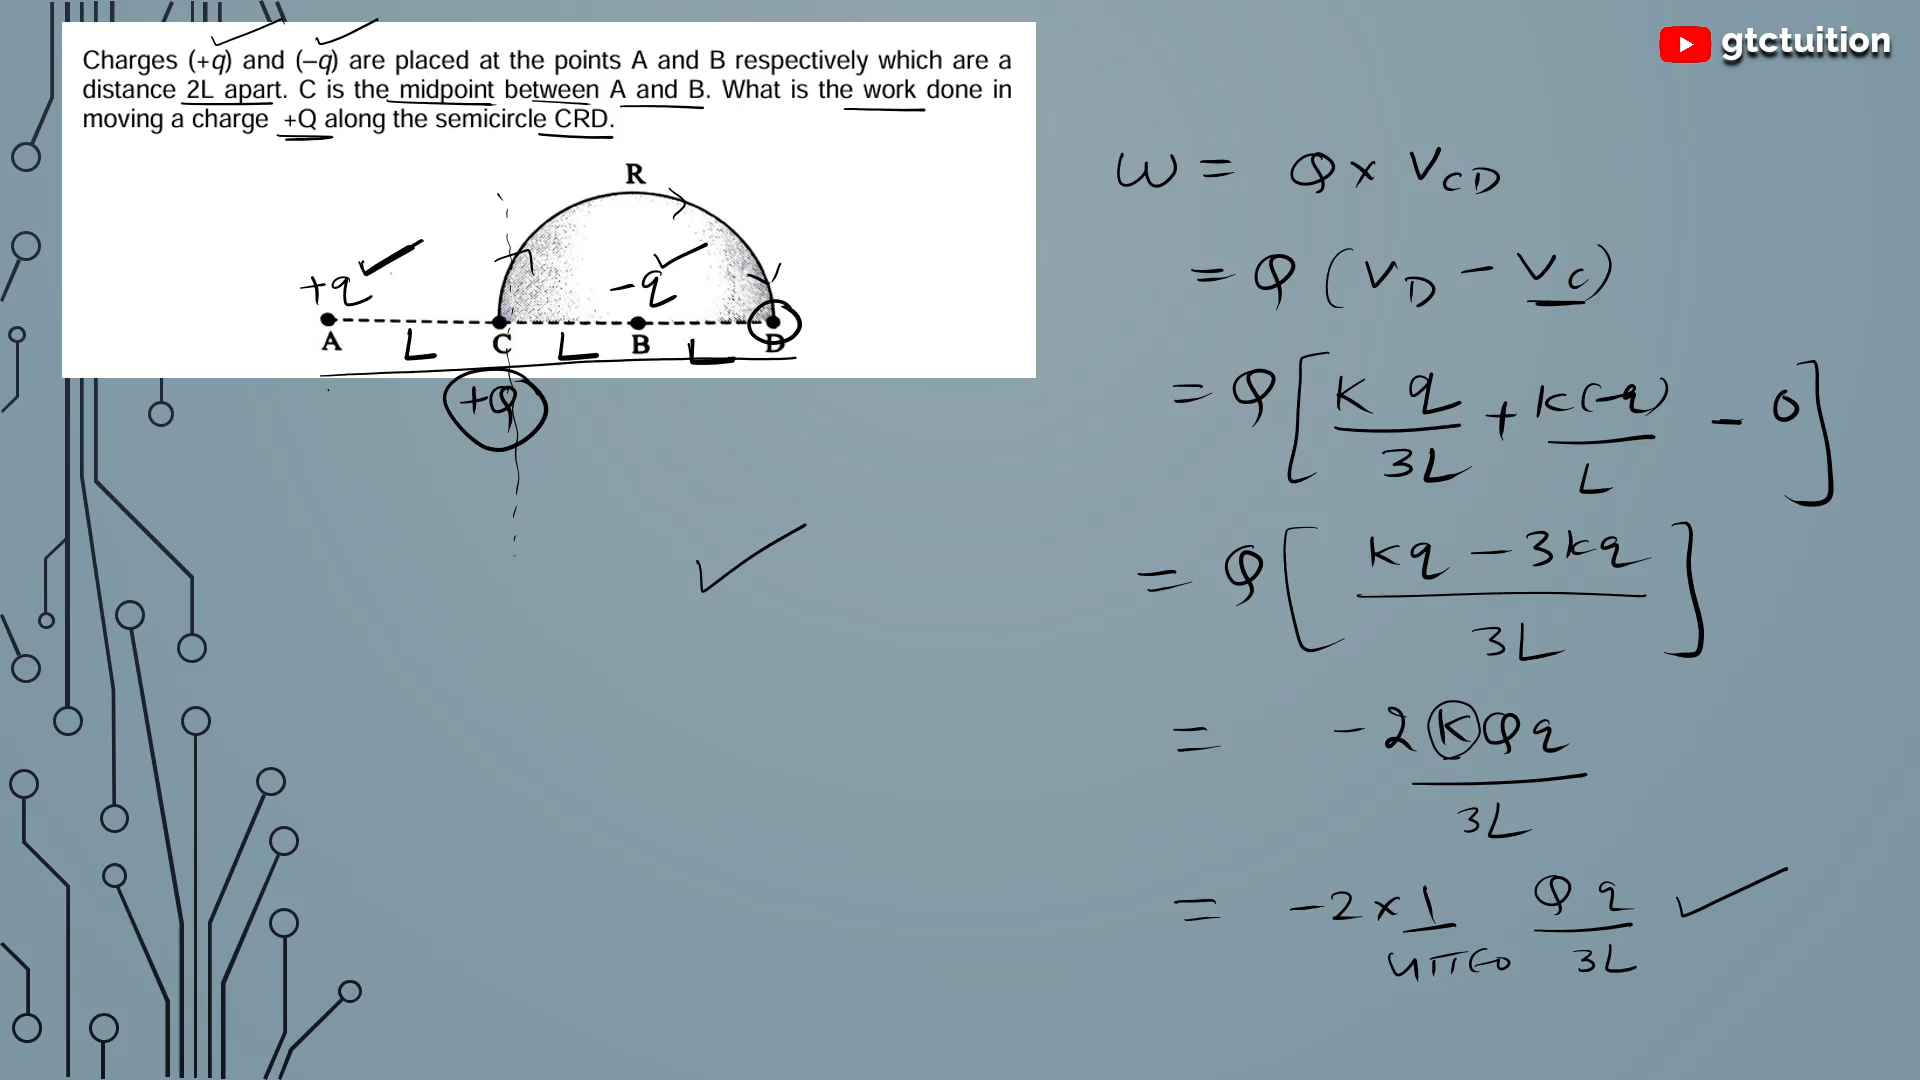 gtctuition
Charges (+q) and (–q) are placed at the points A and B respectively which are a
distance 2L apart. C is the midpoint between A and B. What is the work done in
moving a charge +Q along the semicircle CRD.
R
+q
-q
A
C
B
D
L
L
L
+Q
W = Q × VCD
= Q (VD - VC)
= Q [ Kq/3L + K(-q)/L - 0 ]
= Q [ Kq - 3Kq / 3L ]
= -2KQq / 3L
= -2 × 1/4πε0 Qq/3L